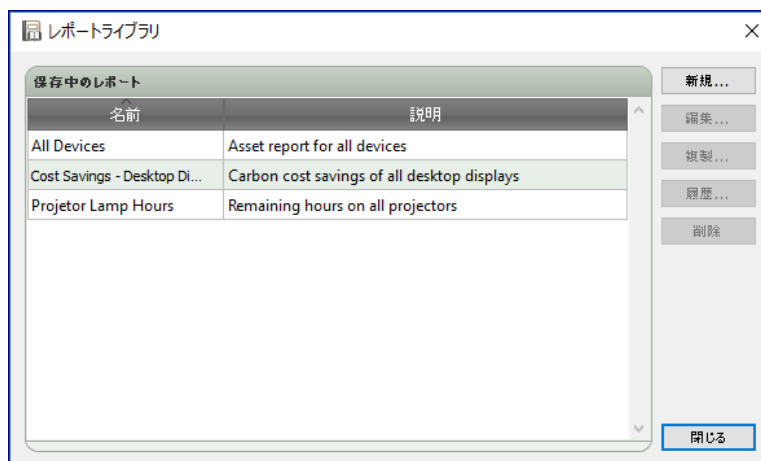 レポートライブラリ
保存中のレポート
名前 説明
All Devices Asset report for all devices
Cost Savings - Desktop Di... Carbon cost savings of all desktop displays
Projetor Lamp Hours Remaining hours on all projectors
新規...
編集...
複製...
履歴...
削除
閉じる